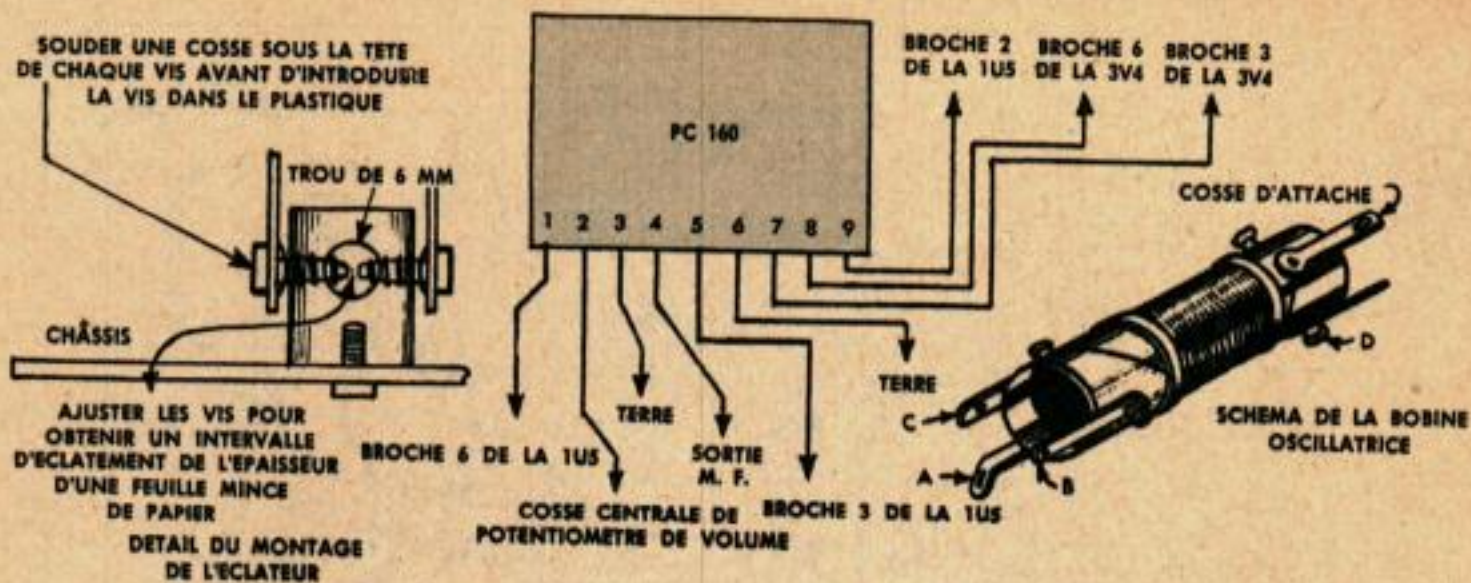 SOUDER UNE COSSE SOUS LA TETE
DE CHAQUE VIS AVANT D'INTRODUIRE
LA VIS DANS LE PLASTIQUE
TROU DE 6 MM
CHÂSSIS
AJUSTER LES VIS POUR
OBTENIR UN INTERVALLE
D'ECLATEMENT DE L'EPAISSEUR
D'UNE FEUILLE MINCE
DE PAPIER
DETAIL DU MONTAGE
DE L'ECLATEUR
PC 160
1 2 3 4 5 6 7 8 9
BROCHE 2
DE LA 1U5
BROCHE 6
DE LA 3V4
BROCHE 3
DE LA 3V4
BROCHE 6 DE LA 1U5
COSSE CENTRALE DE
POTENTIOMETRE DE VOLUME
TERRE
SORTIE
M. F.
BROCHE 3 DE LA 1U5
TERRE
COSSE D'ATTACHE
C
A
B
D
SCHEMA DE LA BOBINE
OSCILLATRICE